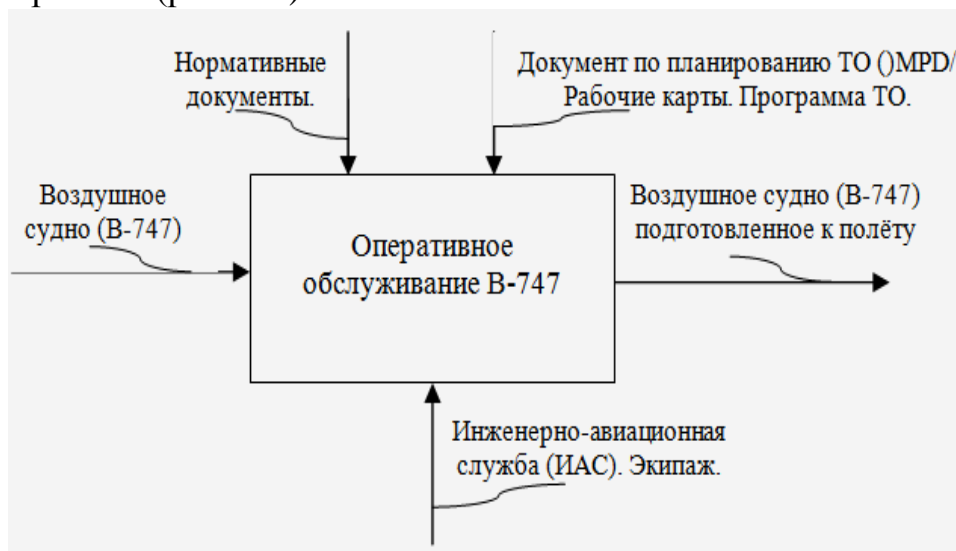 Нормативные
документы.
Документ по планированию ТО ()MPD/
Рабочие карты. Программа ТО.
Воздушное
судно (В-747)
Воздушное судно (В-747)
подготовленное к полёту
Оперативное
обслуживание В-747
Инженерно-авиационная
служба (ИАС). Экипаж.